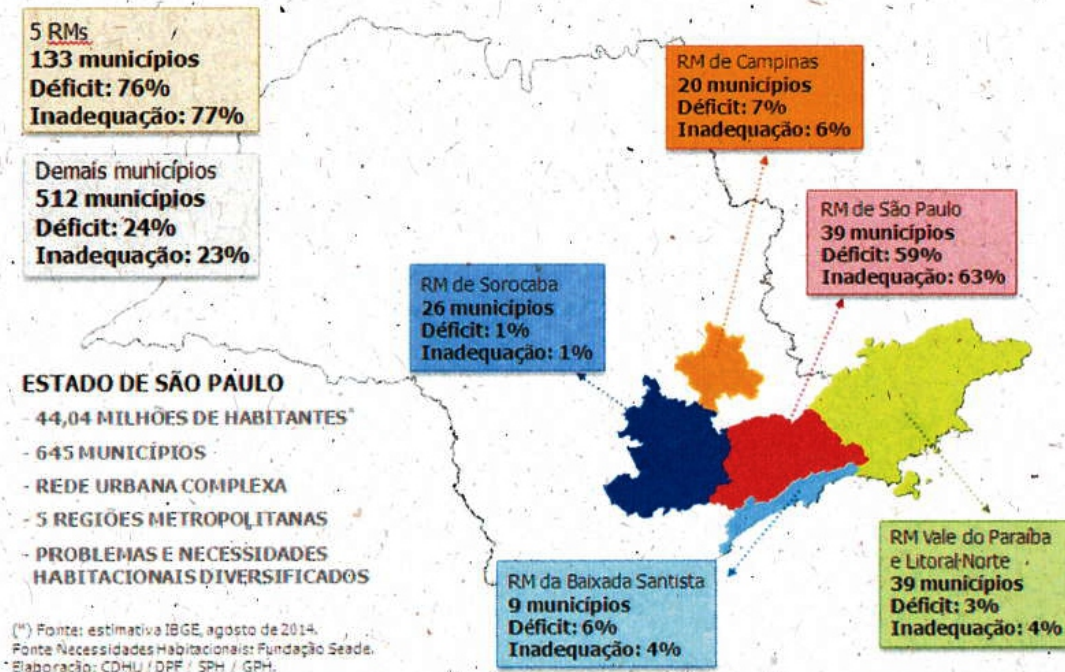 5 RMs
133 municípios
Déficit: 76%
Inadequação: 77%
Demais municípios
512 municípios
Déficit: 24%
Inadequação: 23%
RM de Campinas
20 municípios
Déficit: 7%
Inadequação: 6%
RM de São Paulo
39 municípios
Déficit: 59%
Inadequação: 63%
RM de Sorocaba
26 municípios
Déficit: 1%
Inadequação: 1%
ESTADO DE SÃO PAULO
- 44,04 MILHÕES DE HABITANTES*
- 645 MUNICÍPIOS
- REDE URBANA COMPLEXA
- 5 REGIÕES METROPOLITANAS
- PROBLEMAS E NECESSIDADES
HABITACIONAIS DIVERSIFICADOS
RM Vale do Paraíba
e Litoral Norte
39 municípios
Déficit: 3%
Inadequação: 4%
RM da Baixada Santista
9 municípios
Déficit: 6%
Inadequação: 4%
(*) Fonte: estimativa IBGE, agosto de 2014.
Fonte Necessidades Habitacionais: Fundação Seade.
Elaboração: CDHU / DPF / SPH / GPH.